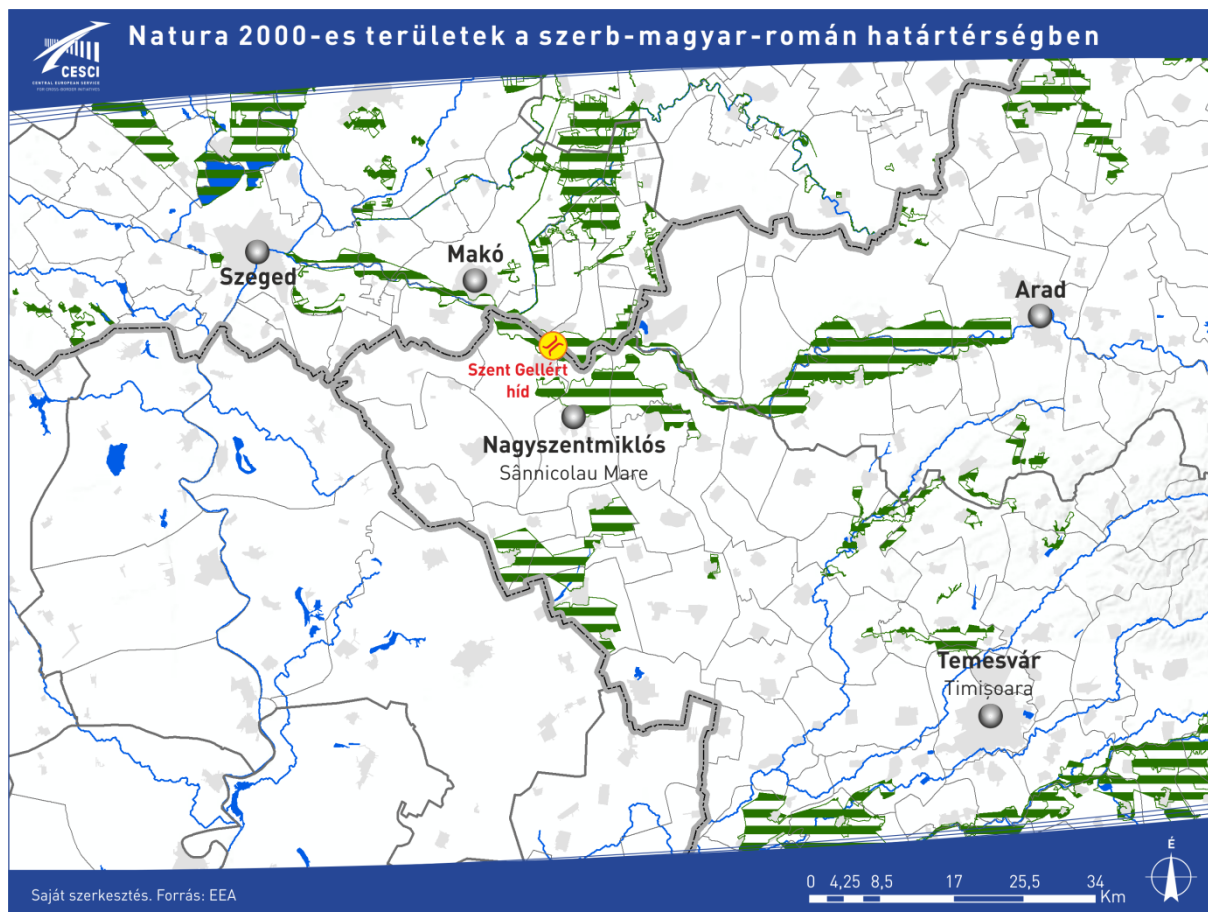 Natura 2000-es területek a szerb-magyar-román határtérségben
CESCI
CENTRAL EUROPEAN SERVICE
FOR CROSS-BORDER INITIATIVES
Szeged
Makó
Arad
Szent Gellért
híd
Nagyszentmiklós
Sânnicolau Mare
Temesvár
Timișoara
Saját szerkesztés. Forrás: EEA
0 4,25 8,5 17 25,5 34
Km
É